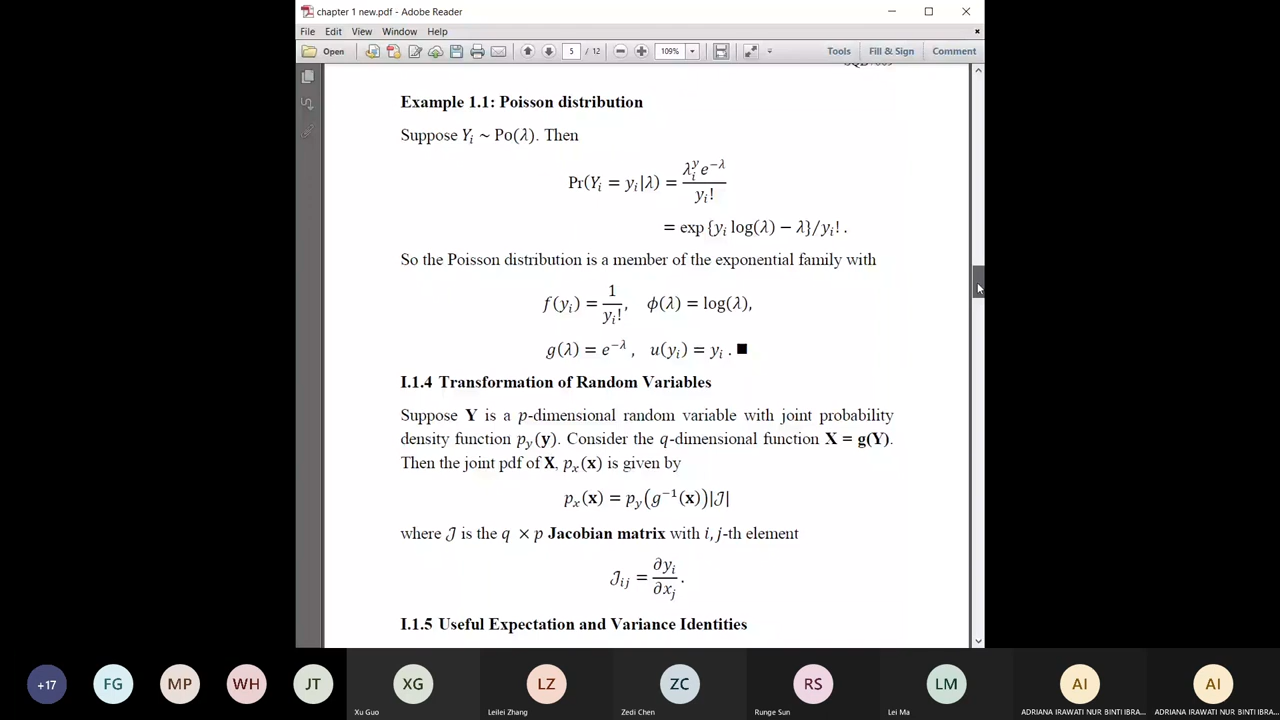 chapter 1 new.pdf - Adobe Reader
File Edit View Window Help
Open 5 / 12 109% Tools Fill & Sign Comment
Example 1.1: Poisson distribution
Suppose Yᵢ ~ Po(λ). Then
Pr(Yᵢ = yᵢ|λ) = λᵢʸ e^{−λ} / yᵢ!
= exp {yᵢ log(λ) − λ}/yᵢ! .
So the Poisson distribution is a member of the exponential family with
f(yᵢ) = 1/yᵢ!, ϕ(λ) = log(λ),
g(λ) = e^{−λ} , u(yᵢ) = yᵢ . ■
I.1.4 Transformation of Random Variables
Suppose Y is a p-dimensional random variable with joint probability
density function p_y(y). Consider the q-dimensional function X = g(Y).
Then the joint pdf of X, pₓ(x) is given by
pₓ(x) = p_y(g⁻¹(x))|𝒥|
where 𝒥 is the q × p Jacobian matrix with i, j-th element
𝒥ᵢⱼ = ∂yᵢ/∂xⱼ .
I.1.5 Useful Expectation and Variance Identities
+17 FG MP WH JT XG LZ ZC RS LM AI AI
Xu Guo Leilei Zhang Zedi Chen Runge Sun Lei Ma ADRIANA IRAWATI NUR BINTI IBRA... ADRIANA IRAWATI NUR BINTI IBRA...